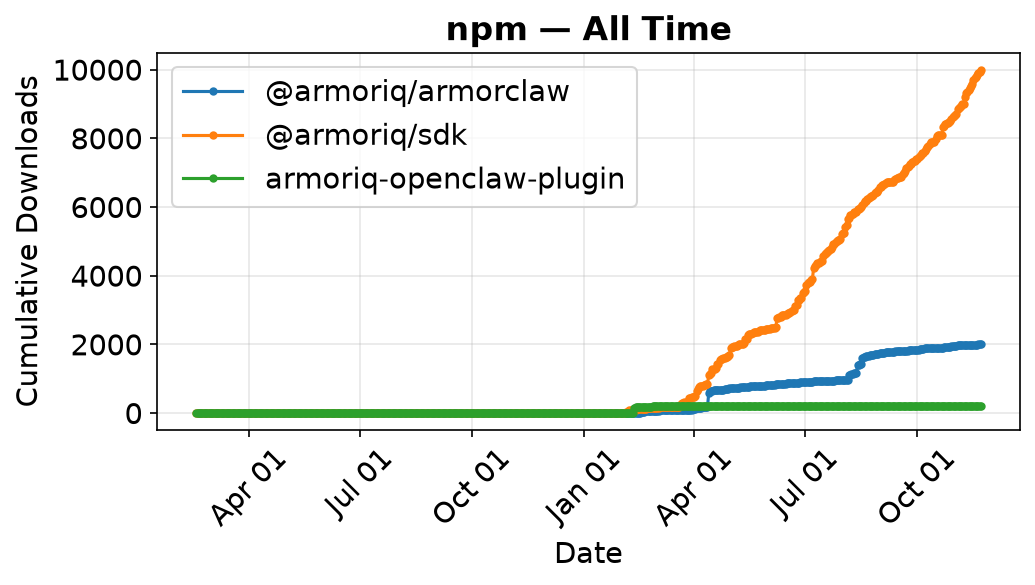 npm — All Time
Cumulative Downloads
10000
8000
6000
4000
2000
0
@armoriq/armorclaw
@armoriq/sdk
armoriq-openclaw-plugin
Apr 01
Jul 01
Oct 01
Jan 01
Apr 01
Jul 01
Oct 01
Date